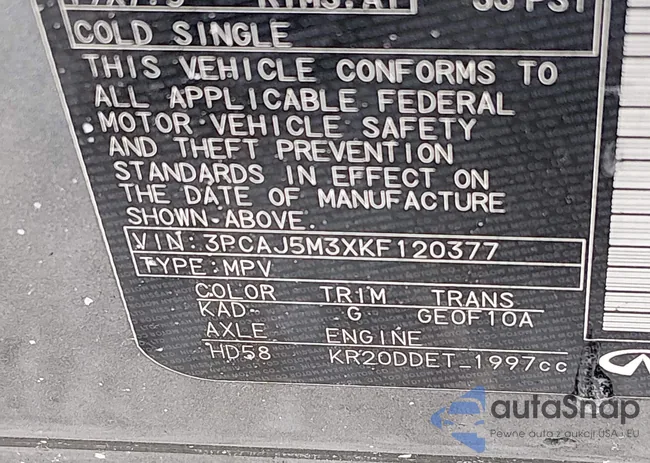 COLD SINGLE
THIS VEHICLE CONFORMS TO
ALL APPLICABLE FEDERAL
MOTOR VEHICLE SAFETY
AND THEFT PREVENTION
STANDARDS IN EFFECT ON
THE DATE OF MANUFACTURE
SHOWN ABOVE.
VIN: 3PCAJ5M3XKF120377
TYPE:MPV
COLOR TRIM TRANS
KAD G GEOF10A
AXLE ENGINE
HD58 KR20DDET_1997cc
autaSnap
Pewne auta z aukcji USA i EU